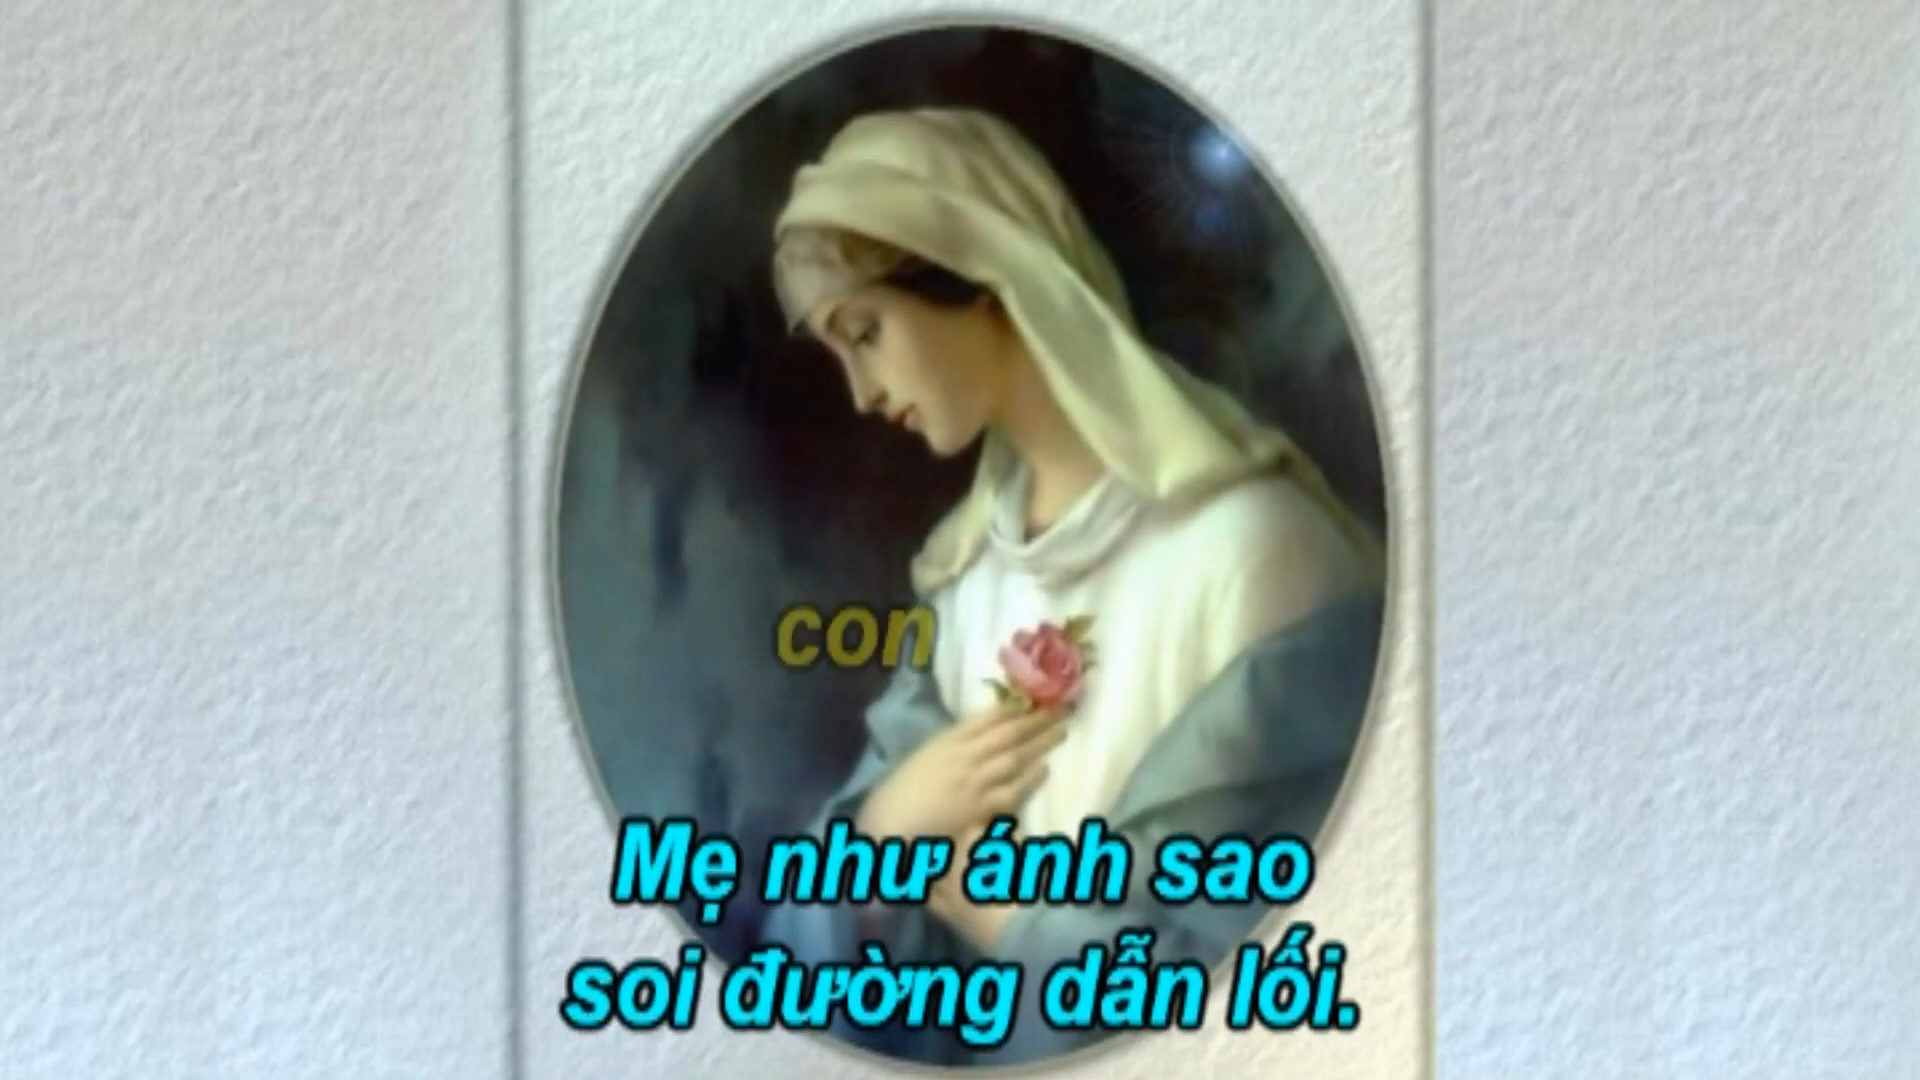 con
Mẹ như ánh sao
soi đường dẫn lối.